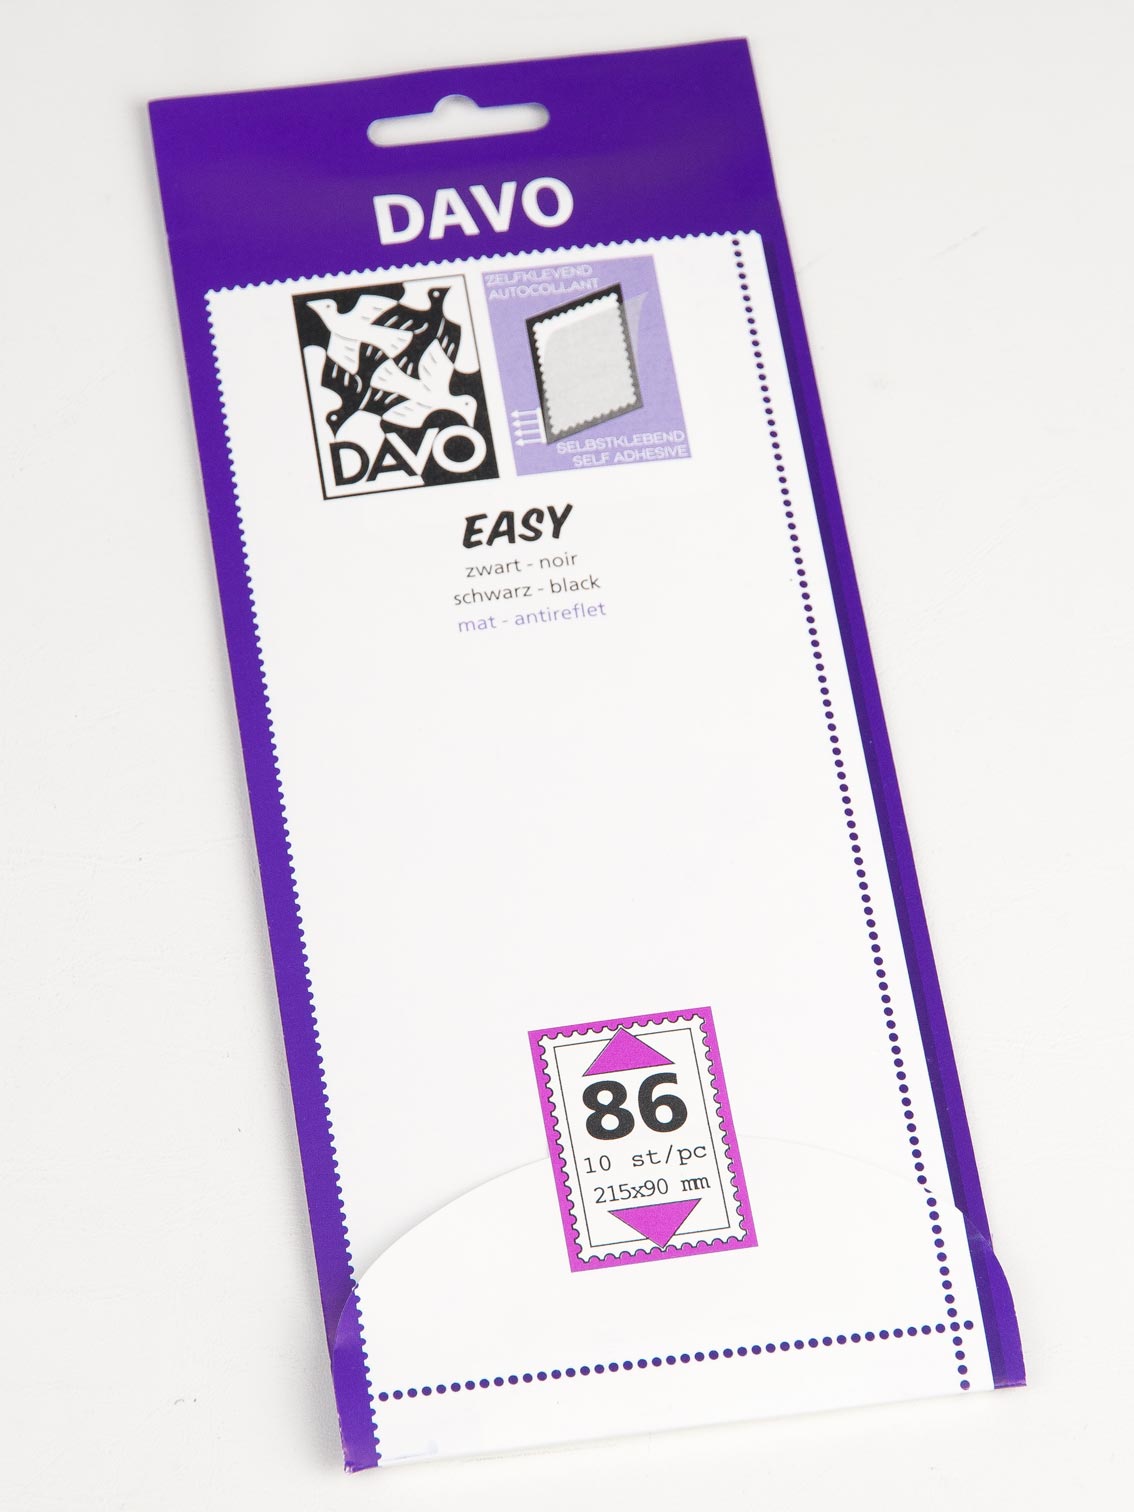 DAVO
ZELFKLEVEND
AUTOCOLLANT
DAVO
SELBSTKLEBEND
SELF ADHESIVE
EASY
zwart - noir
schwarz - black
mat - antireflet
86
10 st/pc
215x90 mm